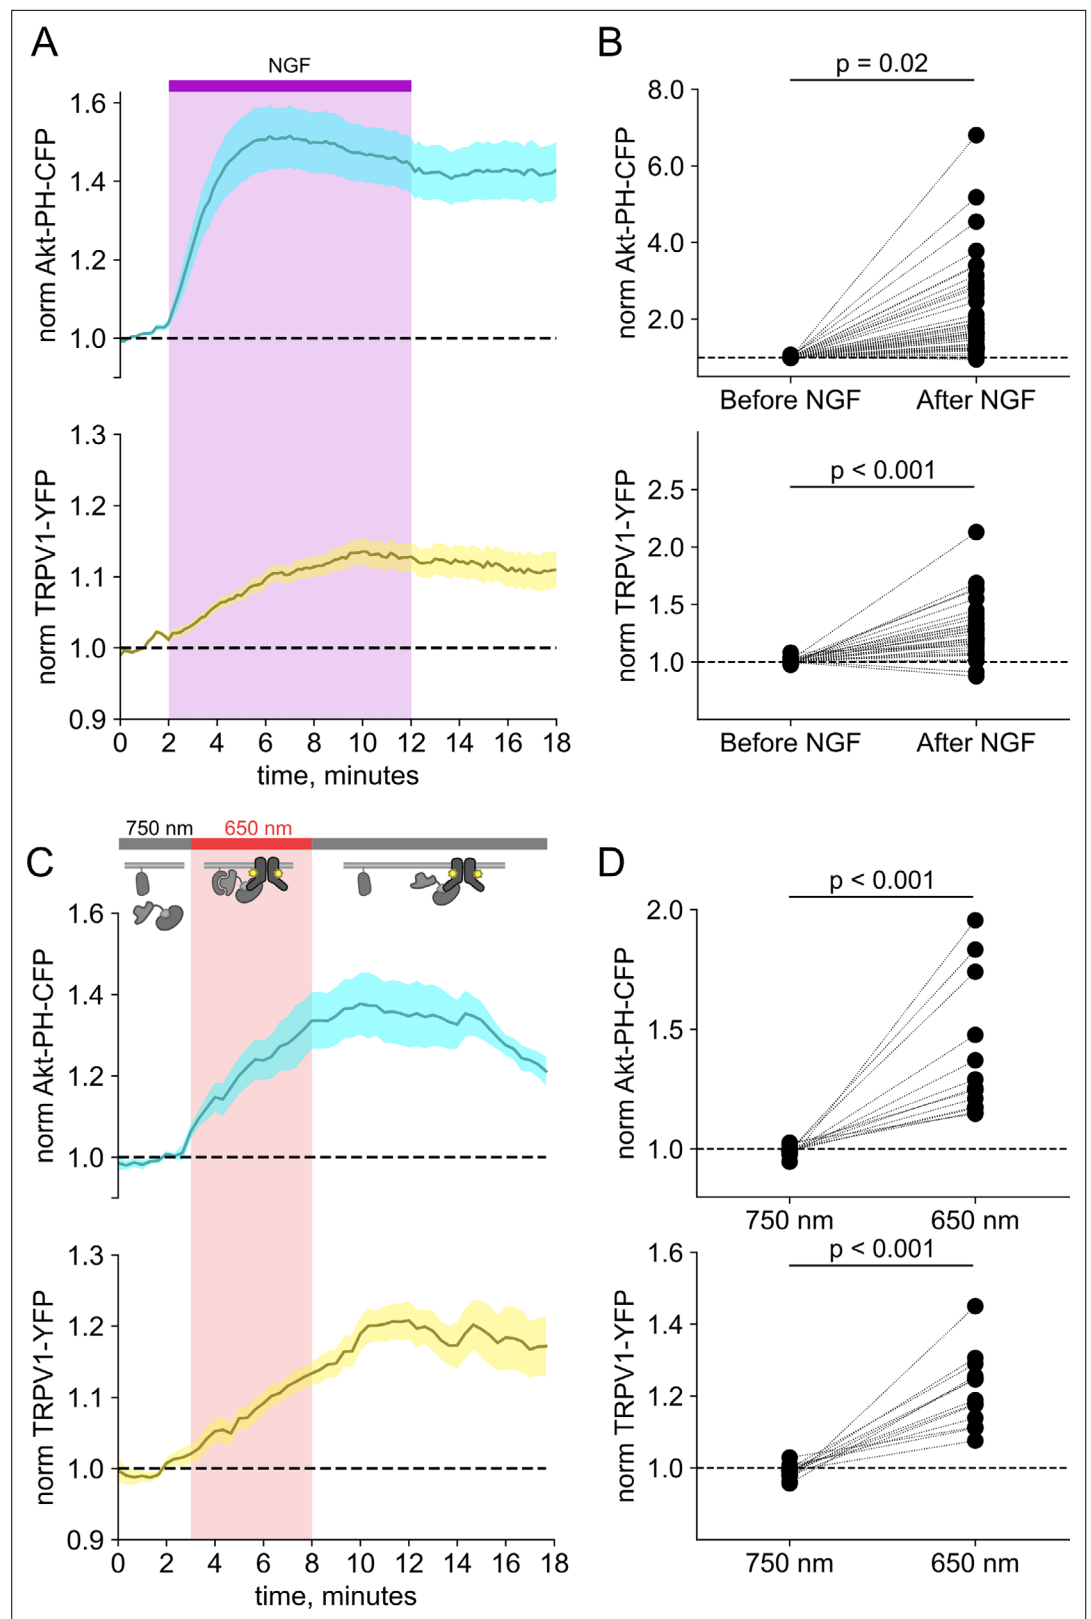 A
NGF
norm Akt-PH-CFP
1.6
1.4
1.2
1.0
norm TRPV1-YFP
1.3
1.2
1.1
1.0
0.9
0 2 4 6 8 10 12 14 16 18
time, minutes
B
p = 0.02
norm Akt-PH-CFP
8.0
6.0
4.0
2.0
Before NGF After NGF
p < 0.001
norm TRPV1-YFP
2.5
2.0
1.5
1.0
Before NGF After NGF
C
750 nm 650 nm
norm Akt-PH-CFP
1.6
1.4
1.2
1.0
norm TRPV1-YFP
1.3
1.2
1.1
1.0
0.9
0 2 4 6 8 10 12 14 16 18
time, minutes
D
p < 0.001
norm Akt-PH-CFP
2.0
1.5
1.0
750 nm 650 nm
p < 0.001
norm TRPV1-YFP
1.6
1.4
1.2
1.0
750 nm 650 nm